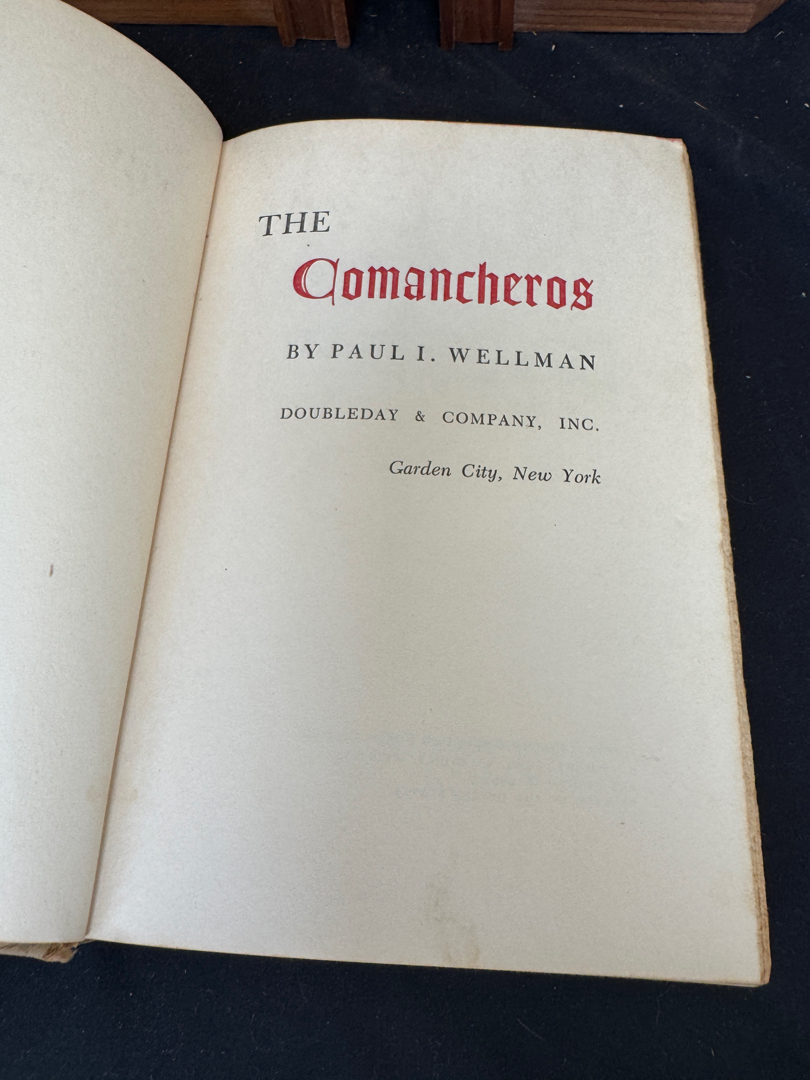 THE
Comancheros
BY PAUL I. WELLMAN
DOUBLEDAY & COMPANY, INC.
Garden City, New York